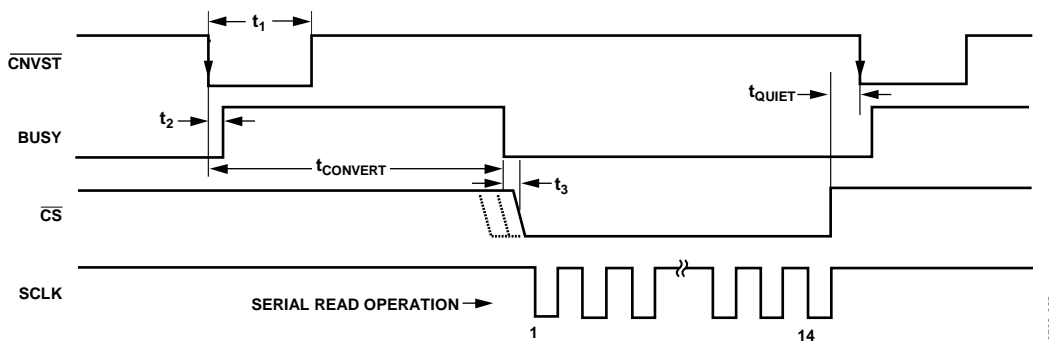 t1
CNVST
tQUIET
t2
BUSY
tCONVERT
t3
CS
SCLK
SERIAL READ OPERATION
1
14